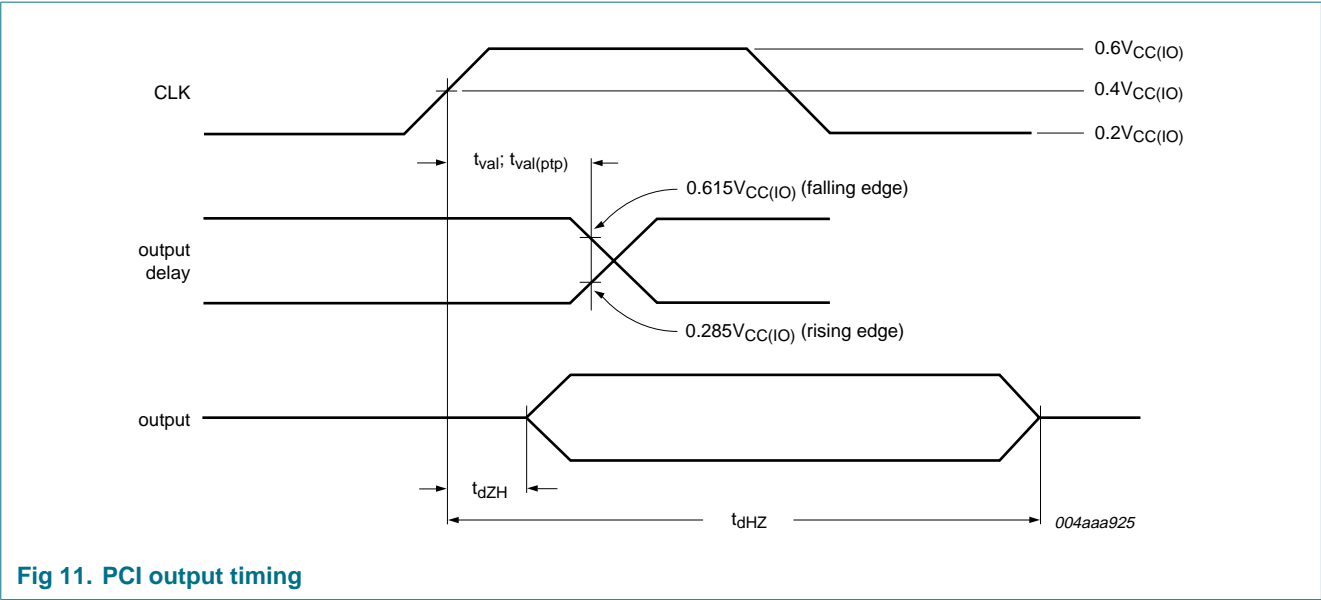 0.6VCC(IO)
CLK
0.4VCC(IO)
0.2VCC(IO)
tval; tval(ptp)
0.615VCC(IO) (falling edge)
output
delay
0.285VCC(IO) (rising edge)
output
tdZH
tdHZ
004aaa925
Fig 11. PCI output timing